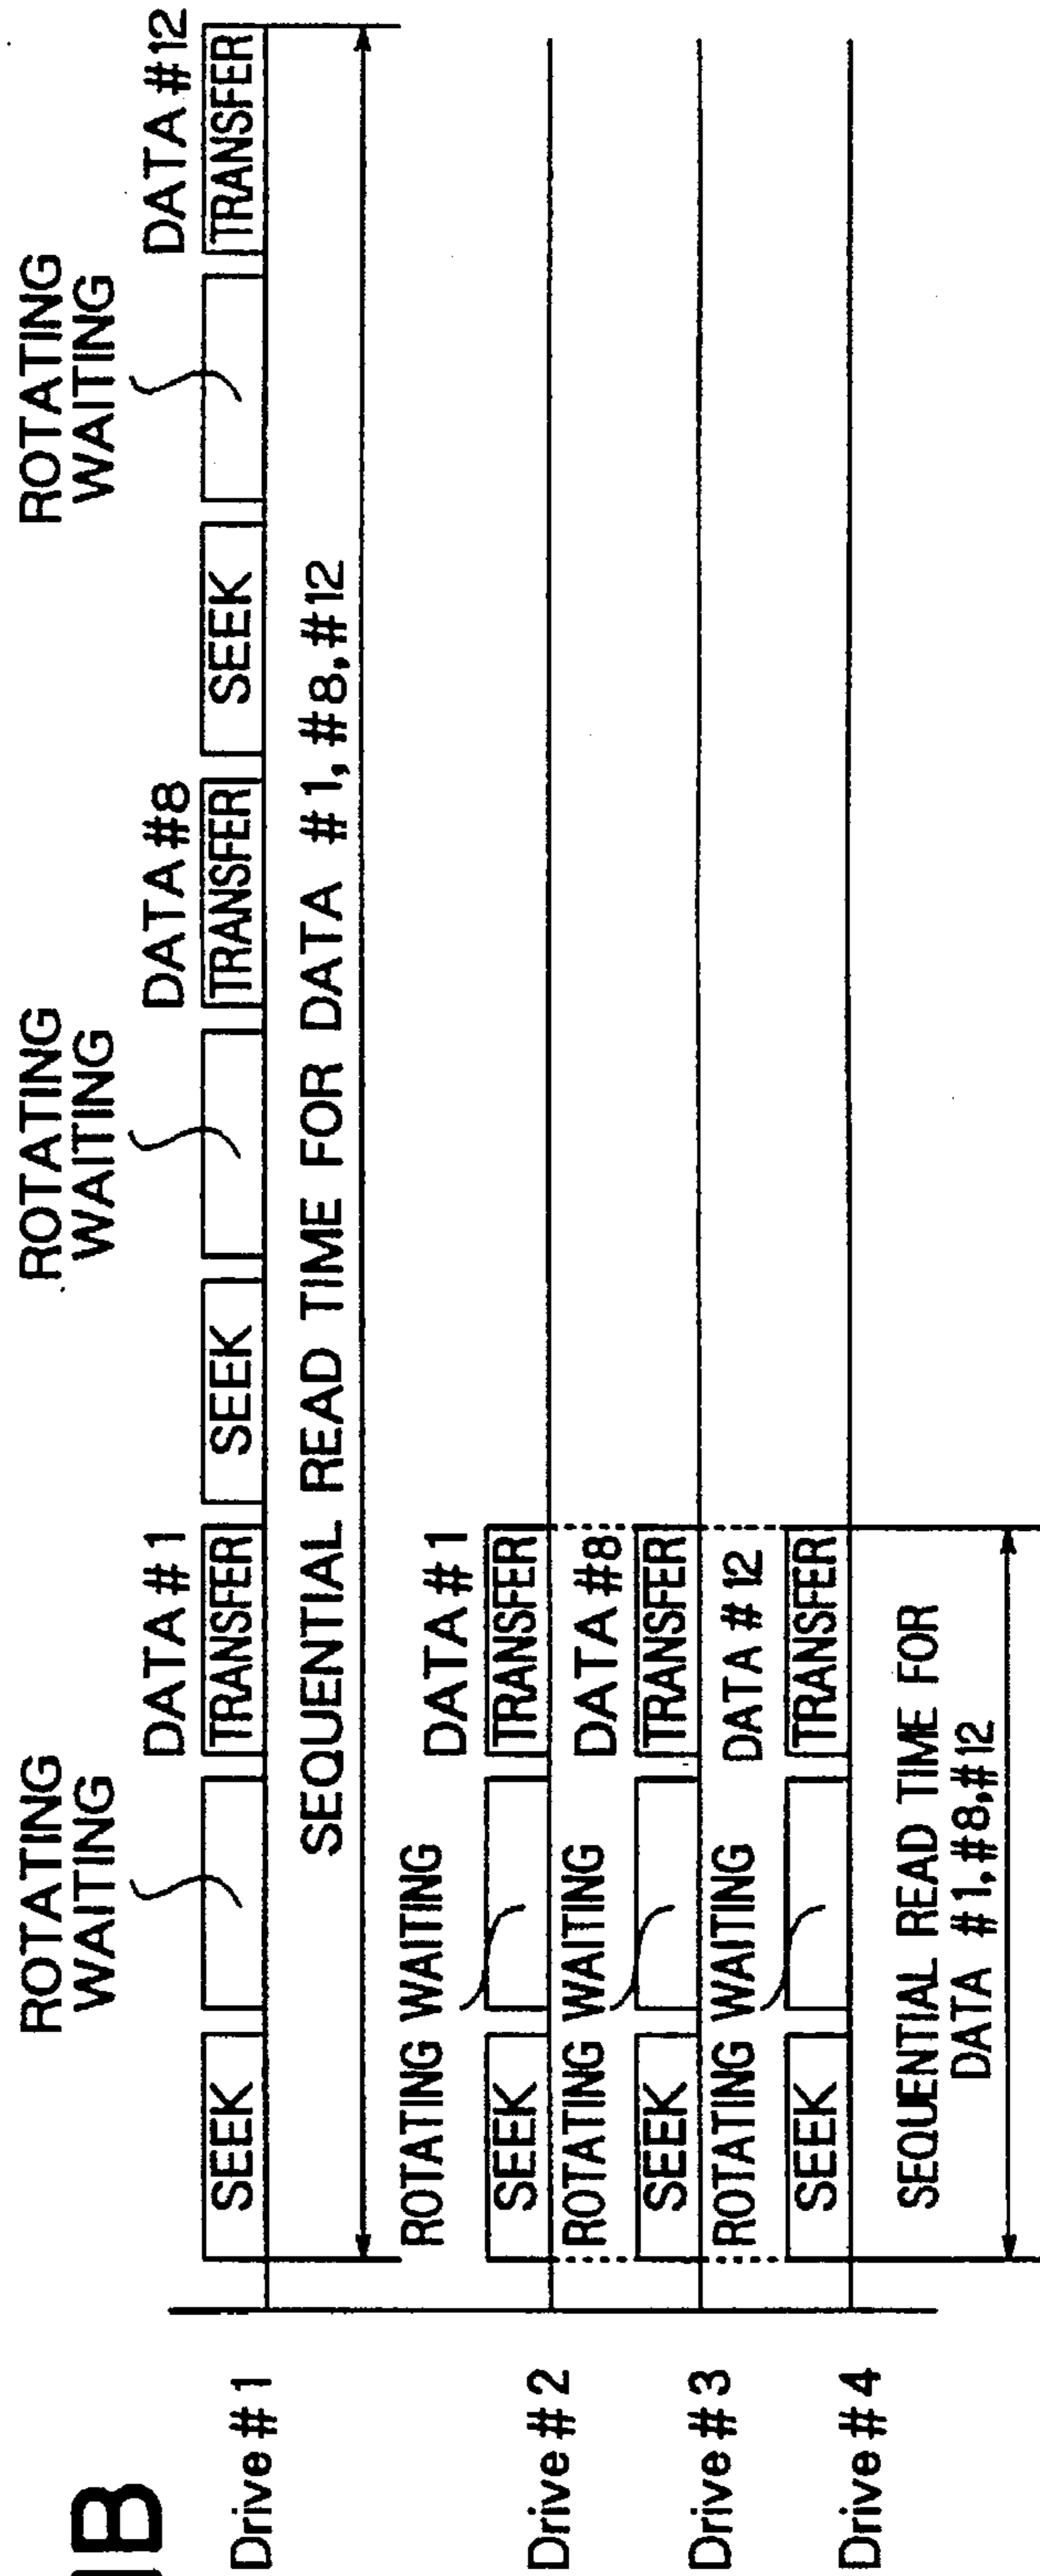 ROTATING
WAITING
ROTATING
WAITING
ROTATING
WAITING
DATA #1
DATA #8
DATA #12
Drive #1
SEEK
TRANSFER
SEEK
TRANSFER
SEEK
TRANSFER
SEQUENTIAL READ TIME FOR DATA #1,#8,#12
ROTATING WAITING
DATA #1
Drive #2
SEEK
TRANSFER
ROTATING WAITING
DATA #8
Drive #3
SEEK
TRANSFER
ROTATING WAITING
DATA #12
Drive #4
SEEK
TRANSFER
SEQUENTIAL READ TIME FOR
DATA #1,#8,#12